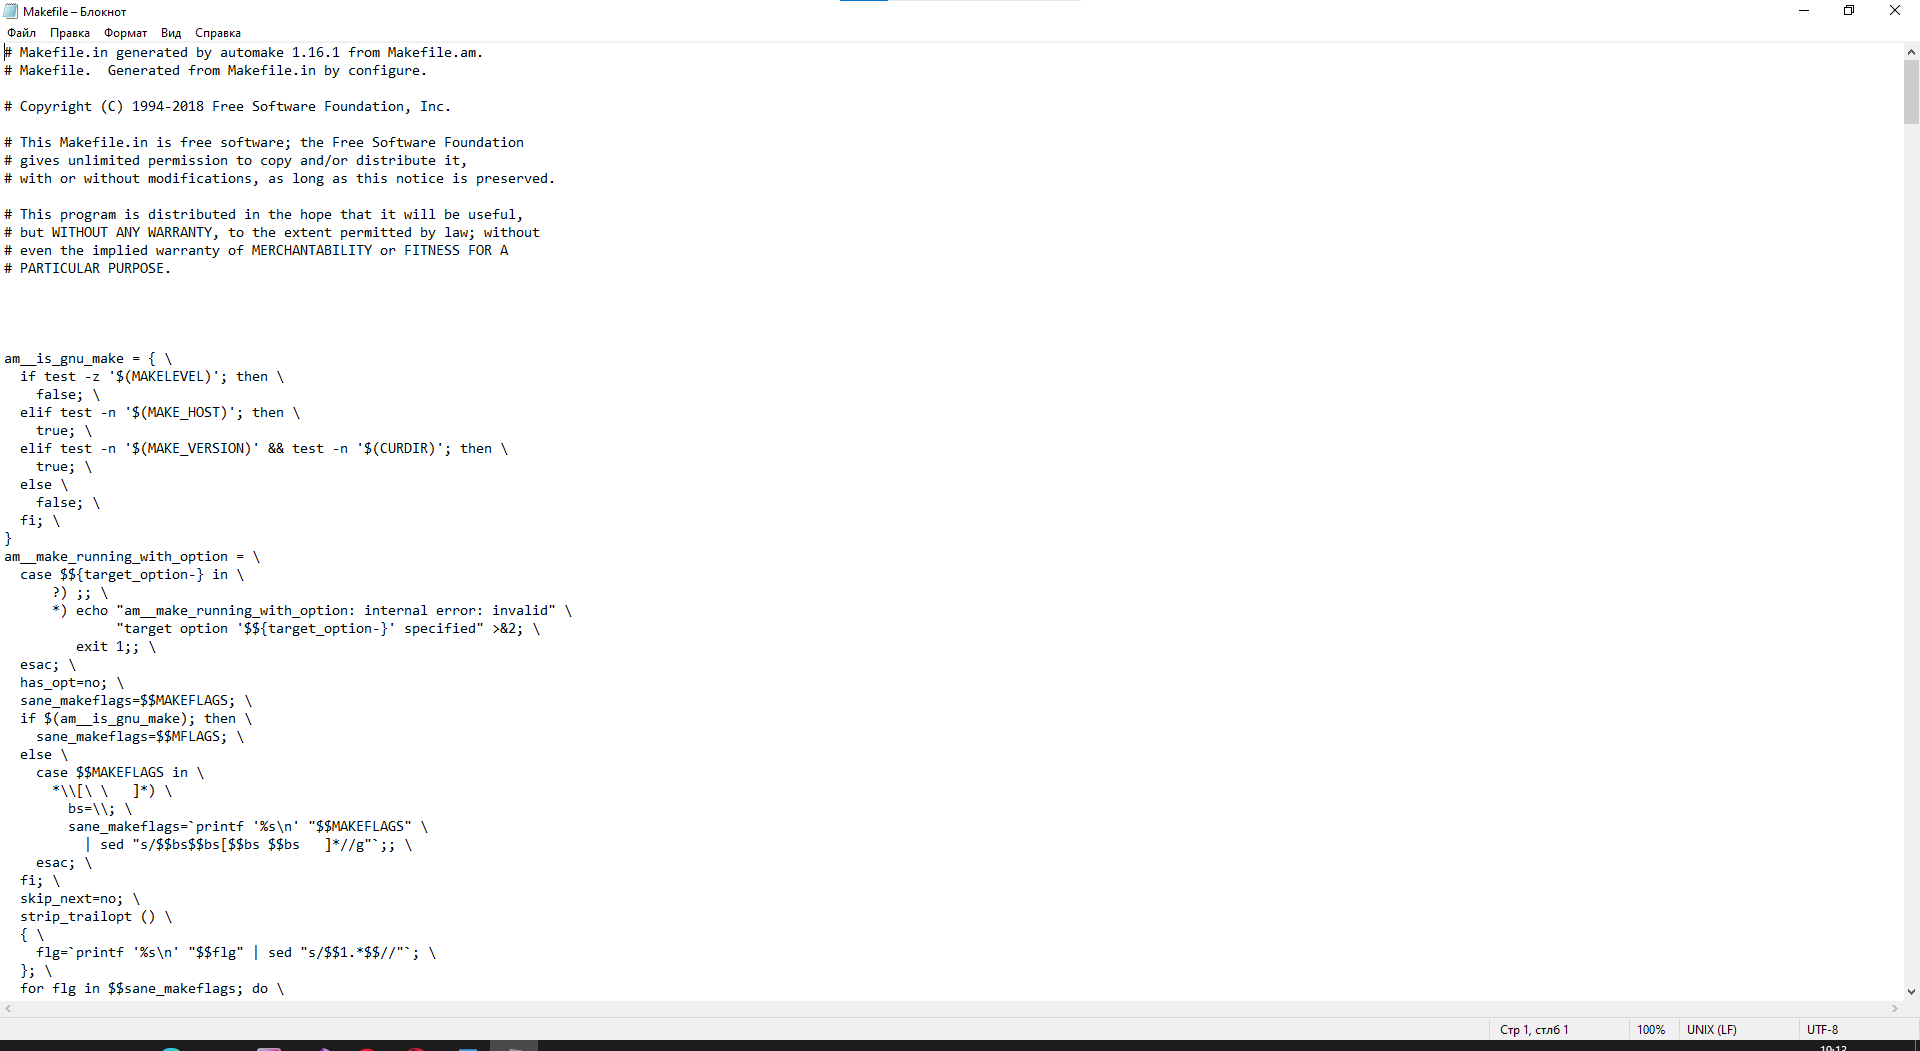 Makefile – Блокнот
Файл Правка Формат Вид Справка
# Makefile.in generated by automake 1.16.1 from Makefile.am.
# Makefile.  Generated from Makefile.in by configure.
# Copyright (C) 1994-2018 Free Software Foundation, Inc.
# This Makefile.in is free software; the Free Software Foundation
# gives unlimited permission to copy and/or distribute it,
# with or without modifications, as long as this notice is preserved.
# This program is distributed in the hope that it will be useful,
# but WITHOUT ANY WARRANTY, to the extent permitted by law; without
# even the implied warranty of MERCHANTABILITY or FITNESS FOR A
# PARTICULAR PURPOSE.
am__is_gnu_make = { \
  if test -z '$(MAKELEVEL)'; then \
    false; \
  elif test -n '$(MAKE_HOST)'; then \
    true; \
  elif test -n '$(MAKE_VERSION)' && test -n '$(CURDIR)'; then \
    true; \
  else \
    false; \
  fi; \
}
am__make_running_with_option = \
  case $${target_option-} in \
      ?) ;; \
      *) echo "am__make_running_with_option: internal error: invalid" \
              "target option '$${target_option-}' specified" >&2; \
         exit 1;; \
  esac; \
  has_opt=no; \
  sane_makeflags=$$MAKEFLAGS; \
  if $(am__is_gnu_make); then \
    sane_makeflags=$$MFLAGS; \
  else \
    case $$MAKEFLAGS in \
      *\\[\ \   ]*) \
        bs=\\; \
        sane_makeflags=`printf '%s\n' "$$MAKEFLAGS" \
          | sed "s/$$bs$$bs[$$bs $$bs   ]*//g"`;; \
    esac; \
  fi; \
  skip_next=no; \
  strip_trailopt () \
  { \
    flg=`printf '%s\n' "$$flg" | sed "s/$$1.*$$//"`; \
  }; \
  for flg in $$sane_makeflags; do \
Стр 1, стлб 1 100% UNIX (LF) UTF-8